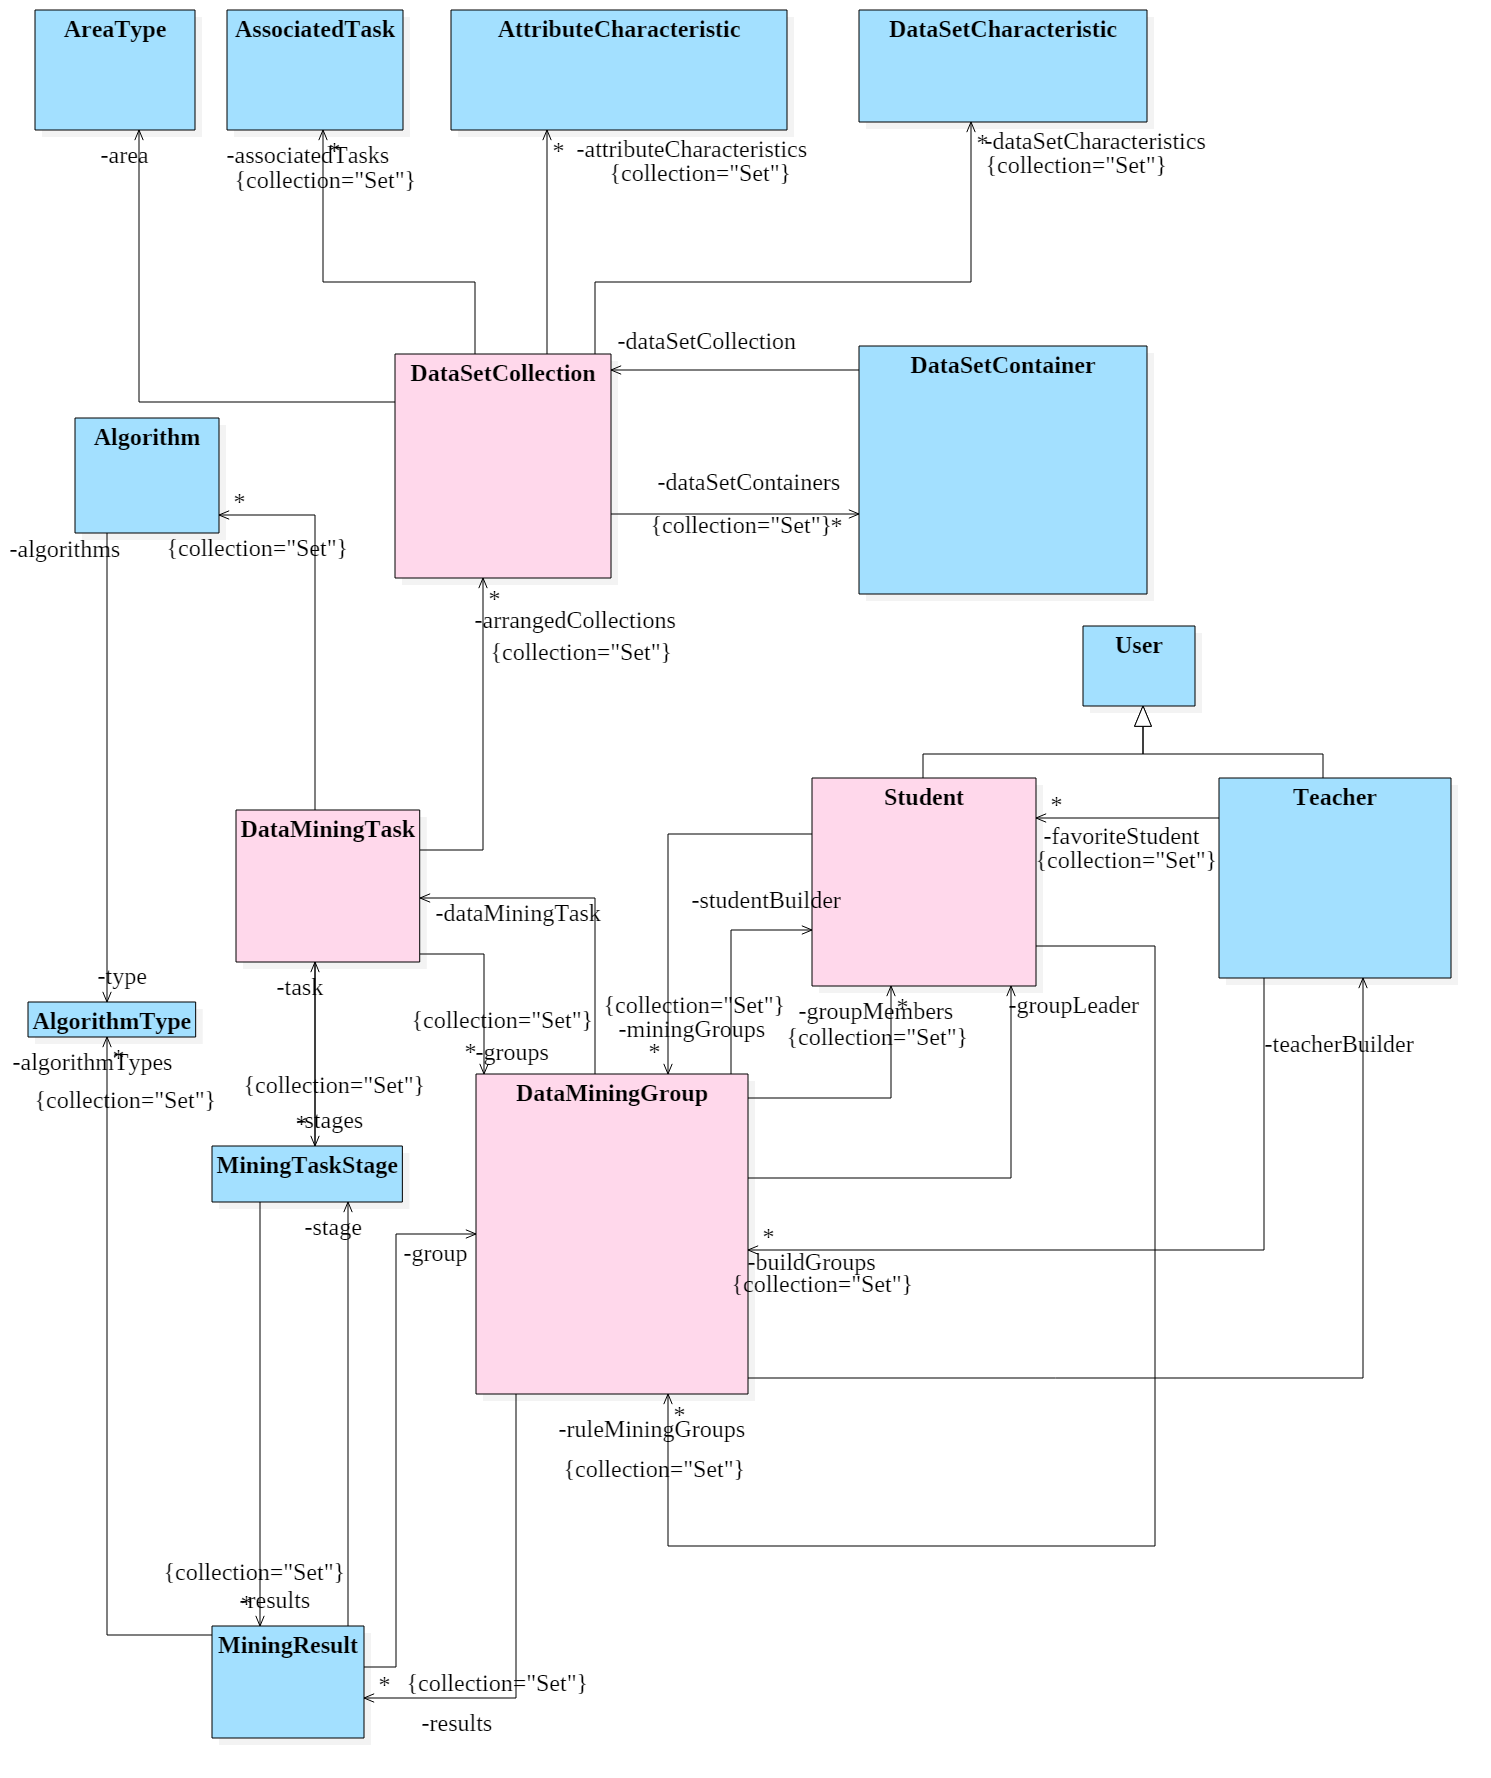 AreaType
AssociatedTask
AttributeCharacteristic
DataSetCharacteristic
-area
-associatedTasks
*
{collection="Set"}
*
-attributeCharacteristics
{collection="Set"}
*
-dataSetCharacteristics
{collection="Set"}
-dataSetCollection
DataSetCollection
DataSetContainer
Algorithm
-dataSetContainers
{collection="Set"}
*
*
-algorithms
{collection="Set"}
*
-arrangedCollections
{collection="Set"}
User
Student
Teacher
*
-favoriteStudent
{collection="Set"}
DataMiningTask
-studentBuilder
-dataMiningTask
-type
-task
AlgorithmType
{collection="Set"}
*
-groups
{collection="Set"}
-miningGroups
*
-groupMembers
*
{collection="Set"}
-groupLeader
-teacherBuilder
-algorithmTypes
*
{collection="Set"}
{collection="Set"}
*
-stages
DataMiningGroup
MiningTaskStage
-stage
-group
*
-buildGroups
{collection="Set"}
*
-ruleMiningGroups
{collection="Set"}
{collection="Set"}
*
-results
MiningResult
*
{collection="Set"}
-results